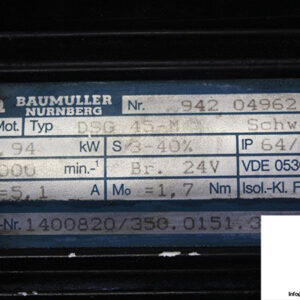 BAUMULLER
NURNBERG
Nr. 942 04962
Mot. Typ DSG 45-M Schw
94 kW S 3-40% IP 64/
000 min.-¹ Br. 24V VDE 053
=5,1 A Mo = 1,7 Nm Isol.-Kl. F
-Nr. 1400820/350.0151.3